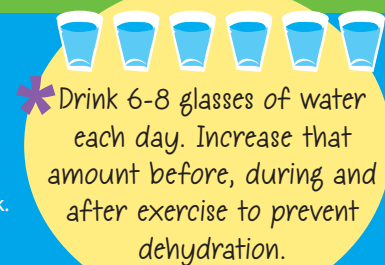 *Drink 6-8 glasses of water
each day. Increase that
amount before, during and
after exercise to prevent
dehydration.